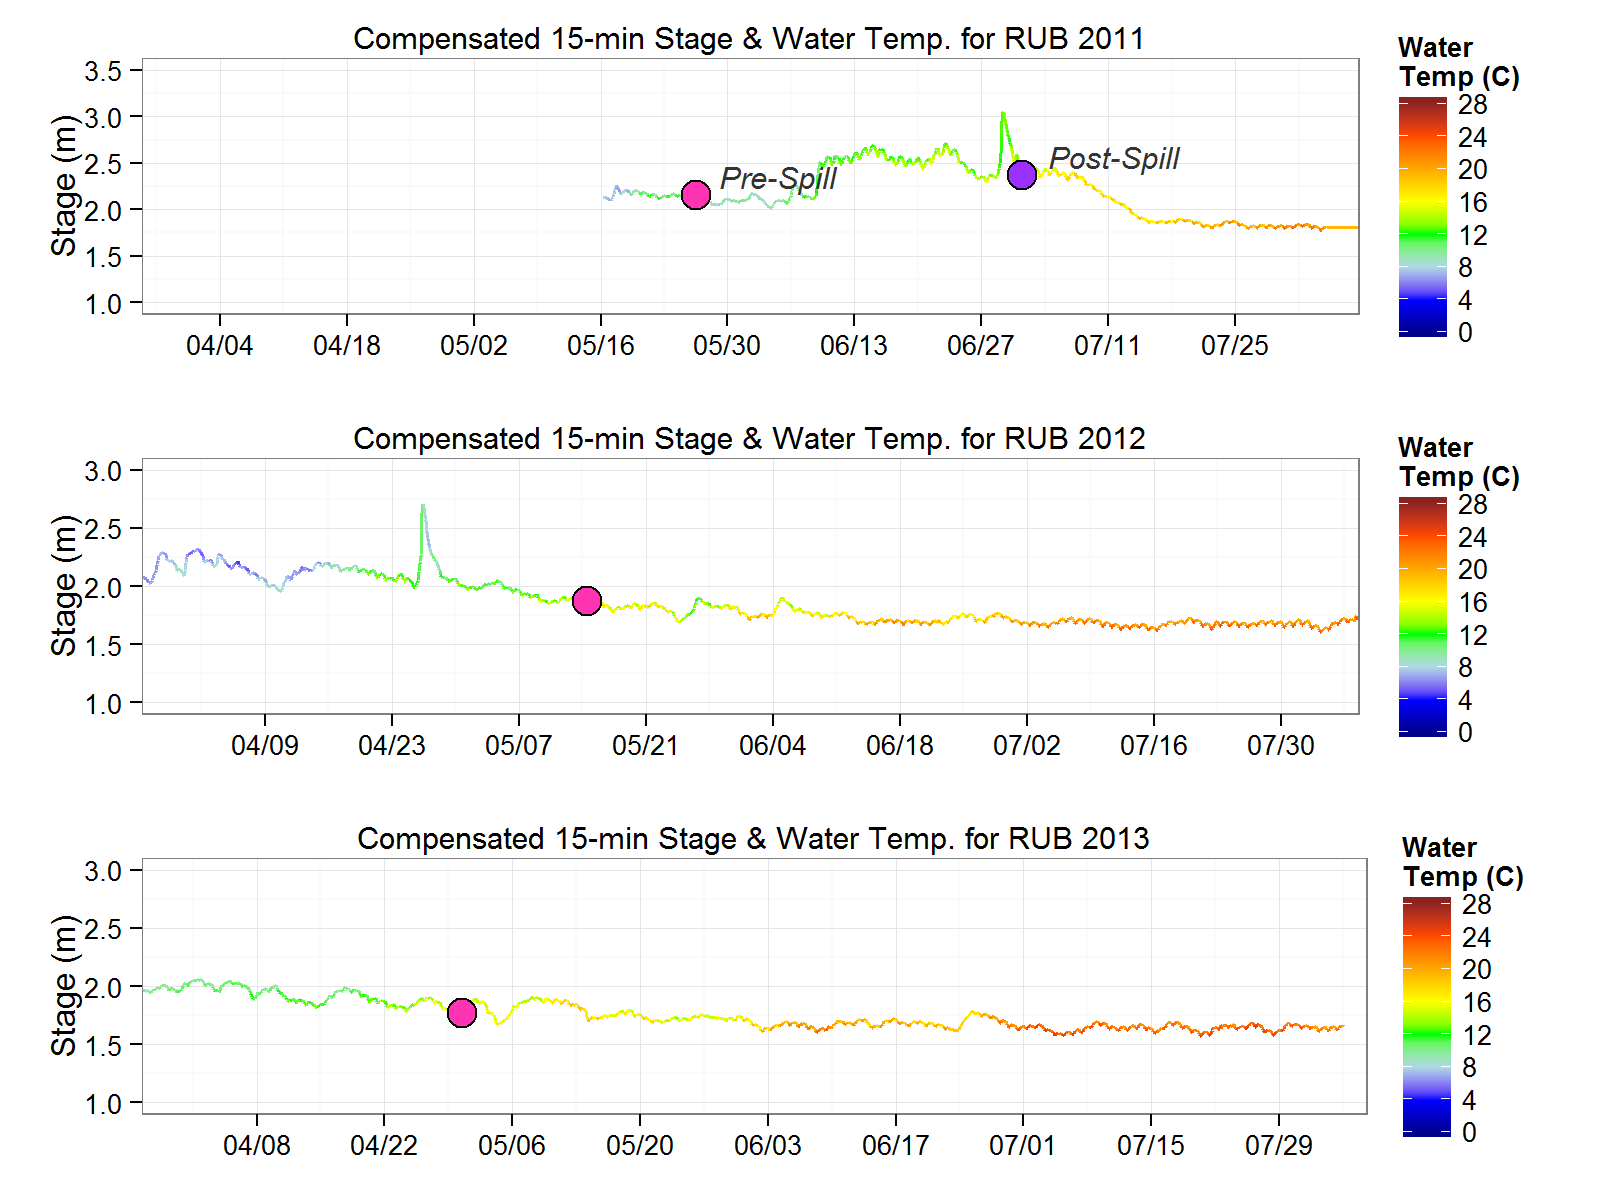 Compensated 15-min Stage & Water Temp. for RUB 2011
Water
Temp (C)
Stage (m)
3.5
3.0
2.5
2.0
1.5
1.0
Pre-Spill
Post-Spill
28
24
20
16
12
8
4
0
04/04 04/18 05/02 05/16 05/30 06/13 06/27 07/11 07/25
Compensated 15-min Stage & Water Temp. for RUB 2012
Water
Temp (C)
Stage (m)
3.0
2.5
2.0
1.5
1.0
28
24
20
16
12
8
4
0
04/09 04/23 05/07 05/21 06/04 06/18 07/02 07/16 07/30
Compensated 15-min Stage & Water Temp. for RUB 2013
Water
Temp (C)
Stage (m)
3.0
2.5
2.0
1.5
1.0
28
24
20
16
12
8
4
0
04/08 04/22 05/06 05/20 06/03 06/17 07/01 07/15 07/29